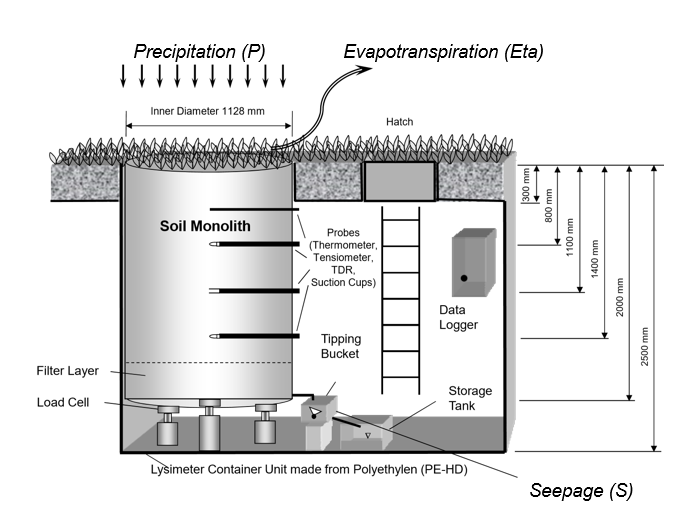 Precipitation (P)
Evapotranspiration (Eta)
Inner Diameter 1128 mm
Hatch
Soil Monolith
Probes
(Thermometer,
Tensiometer,
TDR,
Suction Cups)
300 mm
800 mm
1100 mm
1400 mm
2000 mm
2500 mm
Data
Logger
Tipping
Bucket
Filter Layer
Load Cell
Storage
Tank
Lysimeter Container Unit made from Polyethylen (PE-HD)
Seepage (S)